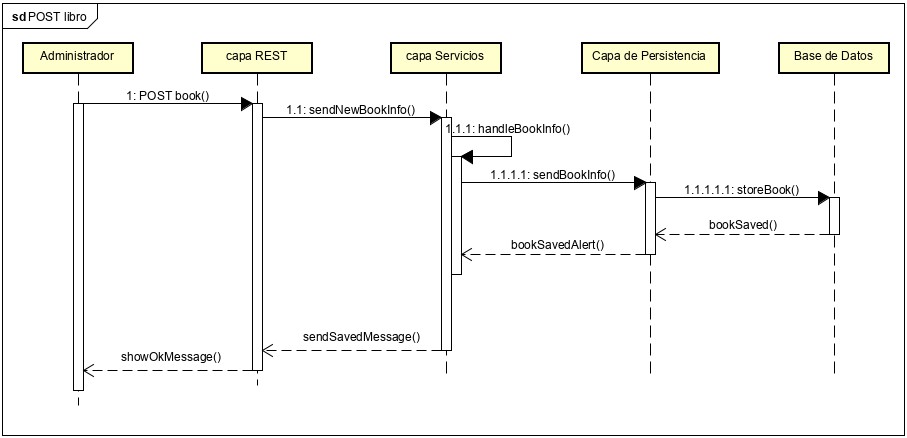 sd POST libro
Administrador
capa REST
capa Servicios
Capa de Persistencia
Base de Datos
1: POST book()
1.1: sendNewBookInfo()
1.1.1: handleBookInfo()
1.1.1.1: sendBookInfo()
1.1.1.1.1: storeBook()
bookSaved()
bookSavedAlert()
sendSavedMessage()
showOkMessage()